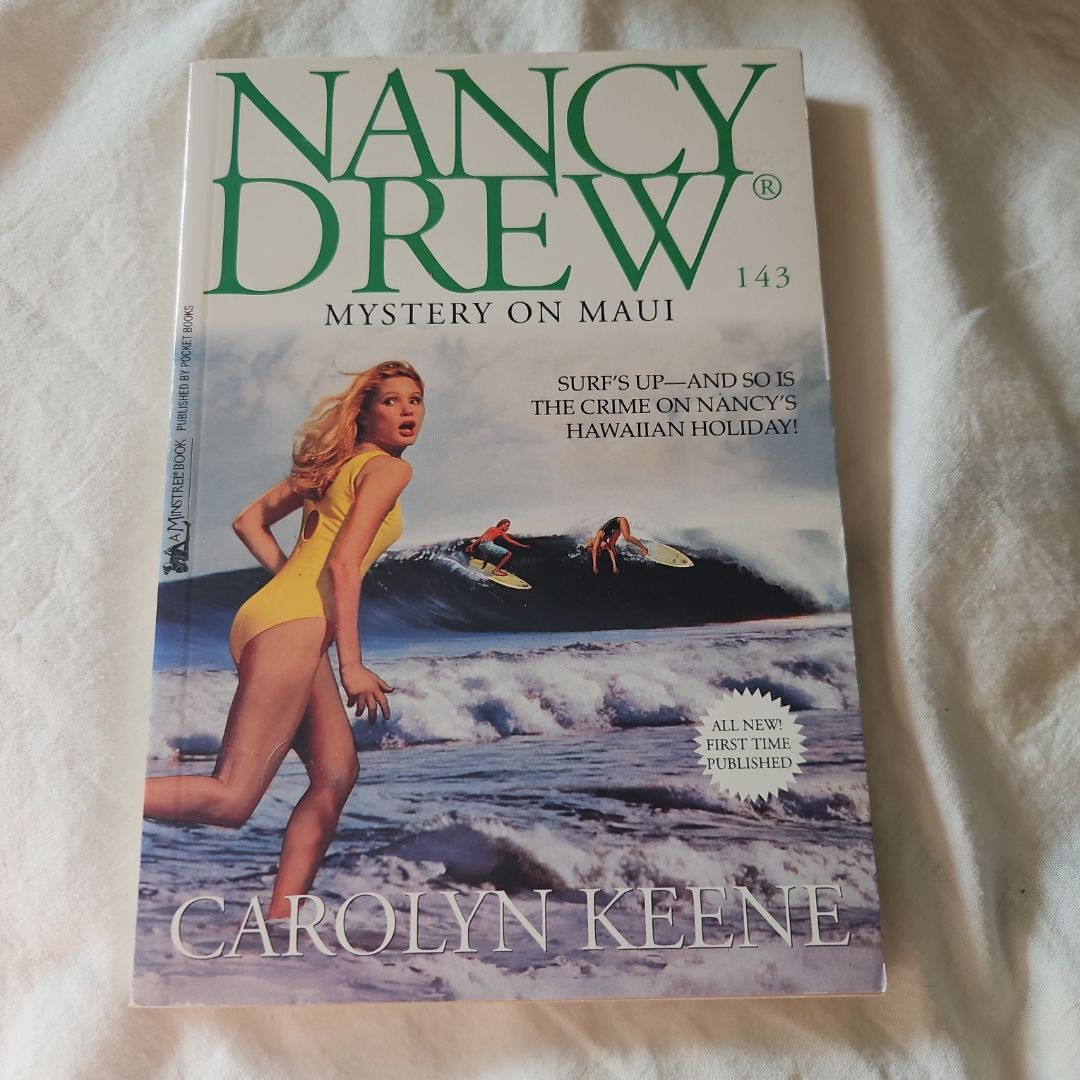 NANCY
DREW®
143
MYSTERY ON MAUI
SURF'S UP—AND SO IS
THE CRIME ON NANCY'S
HAWAIIAN HOLIDAY!
A MINSTREL® BOOK PUBLISHED BY POCKET BOOKS
ALL NEW!
FIRST TIME
PUBLISHED
CAROLYN KEENE